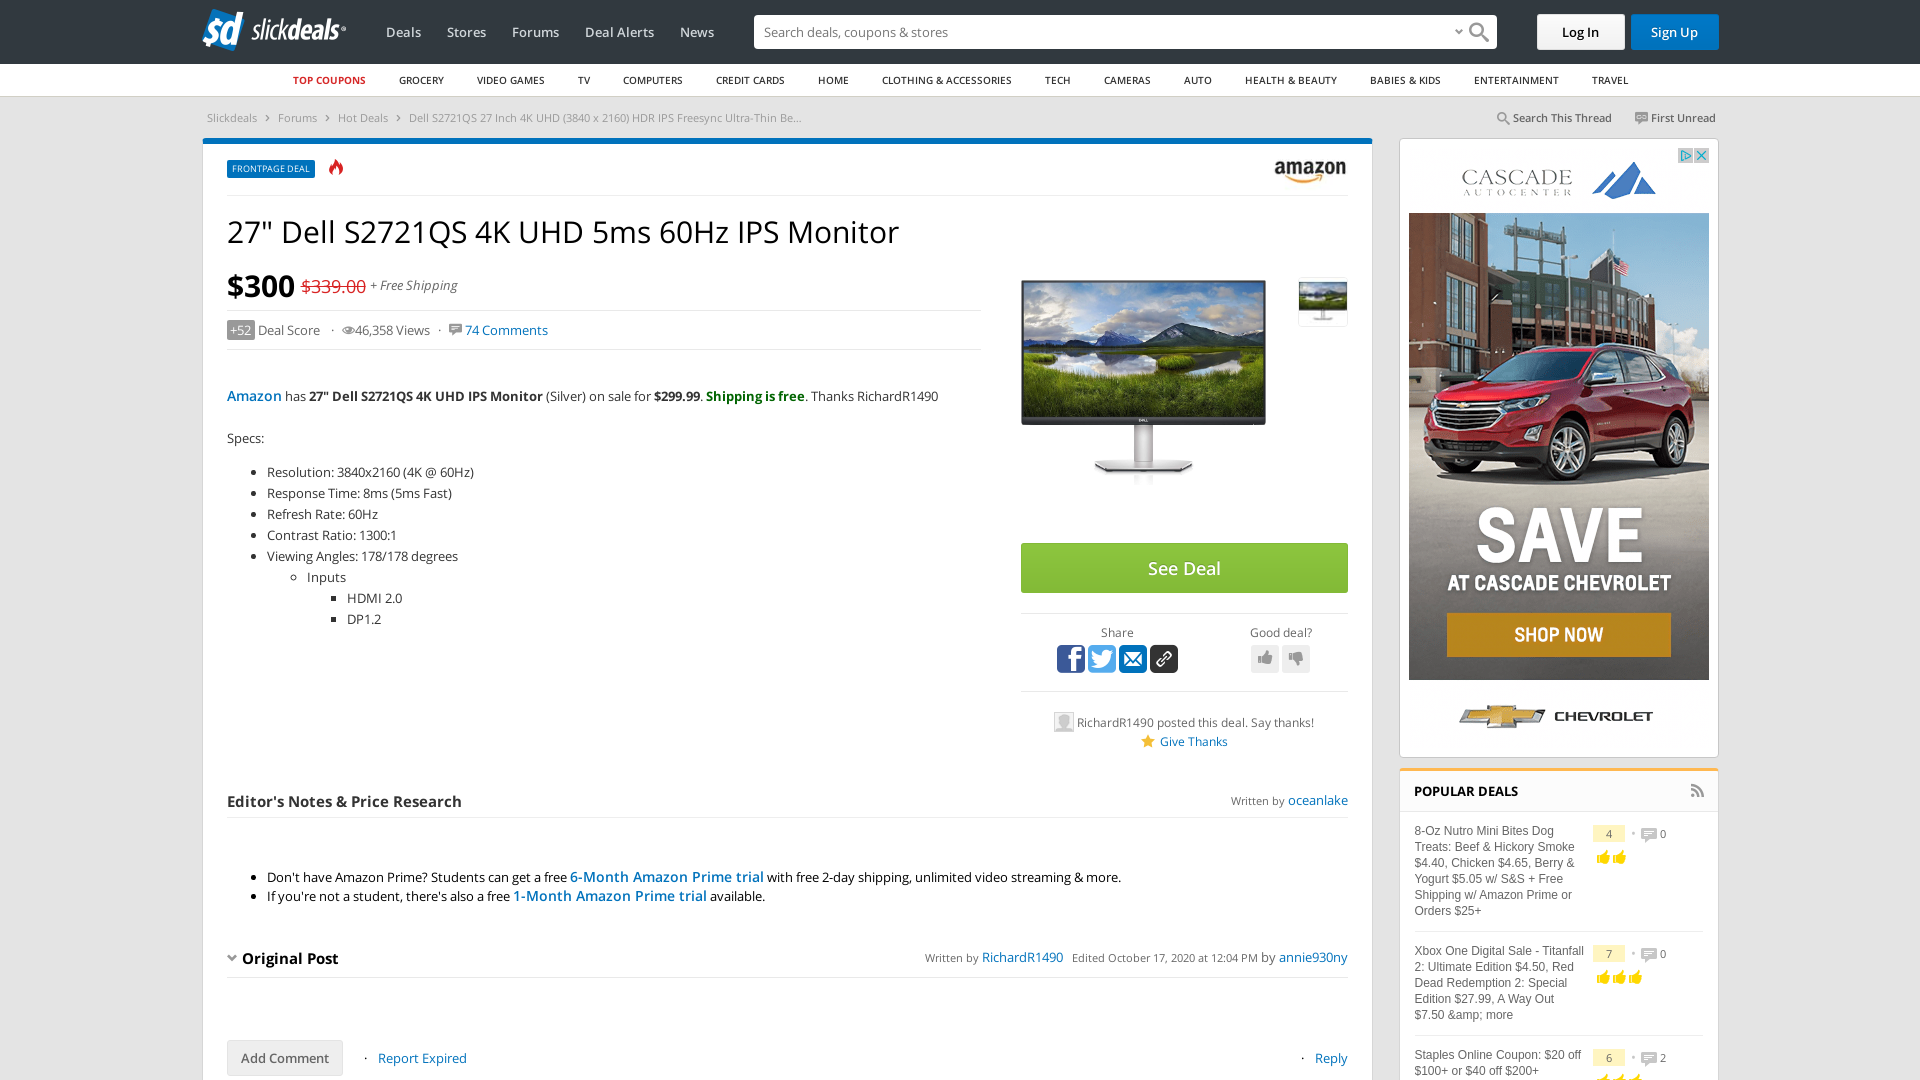 sd slickdeals
Deals
Stores
Forums
Deal Alerts
News
Search deals, coupons & stores
Log In
Sign Up
TOP COUPONS
GROCERY
VIDEO GAMES
TV
COMPUTERS
CREDIT CARDS
HOME
CLOTHING & ACCESSORIES
TECH
CAMERAS
AUTO
HEALTH & BEAUTY
BABIES & KIDS
ENTERTAINMENT
TRAVEL
Slickdeals > Forums > Hot Deals > Dell S2721QS 27 Inch 4K UHD (3840 x 2160) HDR IPS Freesync Ultra-Thin Be...
Search This Thread
First Unread
FRONTPAGE DEAL
amazon
27" Dell S2721QS 4K UHD 5ms 60Hz IPS Monitor
$300 $339.00 + Free Shipping
+52 Deal Score · 46,358 Views · 74 Comments
Amazon has 27" Dell S2721QS 4K UHD IPS Monitor (Silver) on sale for $299.99. Shipping is free. Thanks RichardR1490
Specs:
Resolution: 3840x2160 (4K @ 60Hz)
Response Time: 8ms (5ms Fast)
Refresh Rate: 60Hz
Contrast Ratio: 1300:1
Viewing Angles: 178/178 degrees
Inputs
HDMI 2.0
DP1.2
See Deal
Share
Good deal?
RichardR1490 posted this deal. Say thanks!
Give Thanks
Editor's Notes & Price Research
Written by oceanlake
Don't have Amazon Prime? Students can get a free 6-Month Amazon Prime trial with free 2-day shipping, unlimited video streaming & more.
If you're not a student, there's also a free 1-Month Amazon Prime trial available.
Original Post
Written by RichardR1490 Edited October 17, 2020 at 12:04 PM by annie930ny
Add Comment
· Report Expired
· Reply
CASCADE
AUTOCENTER
SAVE
AT CASCADE CHEVROLET
SHOP NOW
CHEVROLET
POPULAR DEALS
8-Oz Nutro Mini Bites Dog
Treats: Beef & Hickory Smoke
$4.40, Chicken $4.65, Berry &
Yogurt $5.05 w/ S&S + Free
Shipping w/ Amazon Prime or
Orders $25+
4 • 0
Xbox One Digital Sale - Titanfall
2: Ultimate Edition $4.50, Red
Dead Redemption 2: Special
Edition $27.99, A Way Out
$7.50 &amp; more
7 • 0
Staples Online Coupon: $20 off
$100+ or $40 off $200+
6 • 2